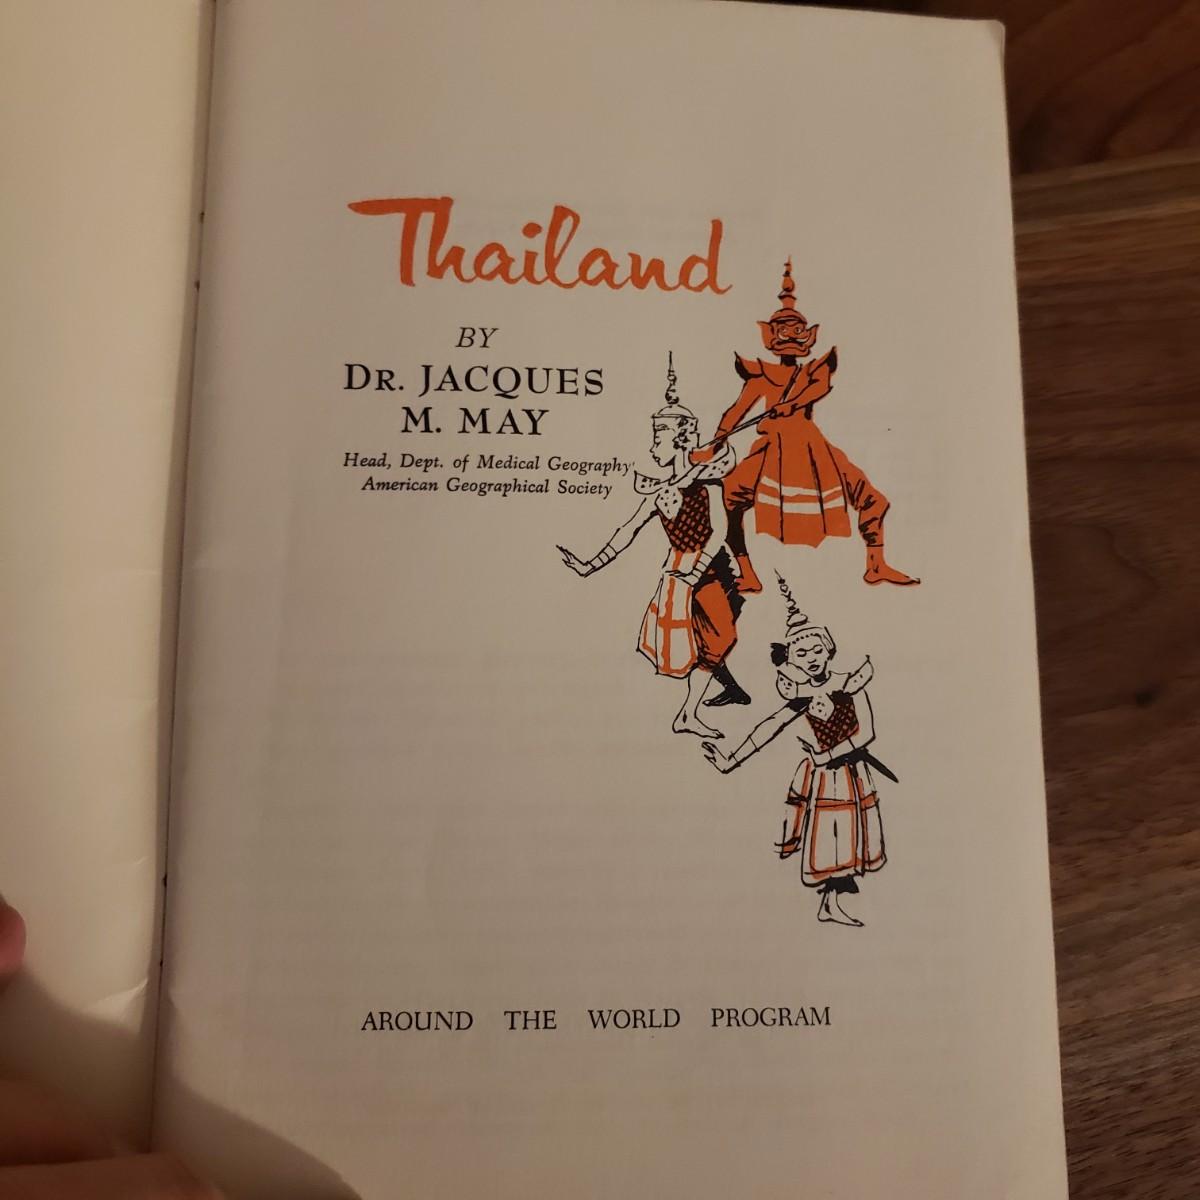 Thailand
BY
DR. JACQUES
M. MAY
Head, Dept. of Medical Geography
American Geographical Society
AROUND THE WORLD PROGRAM